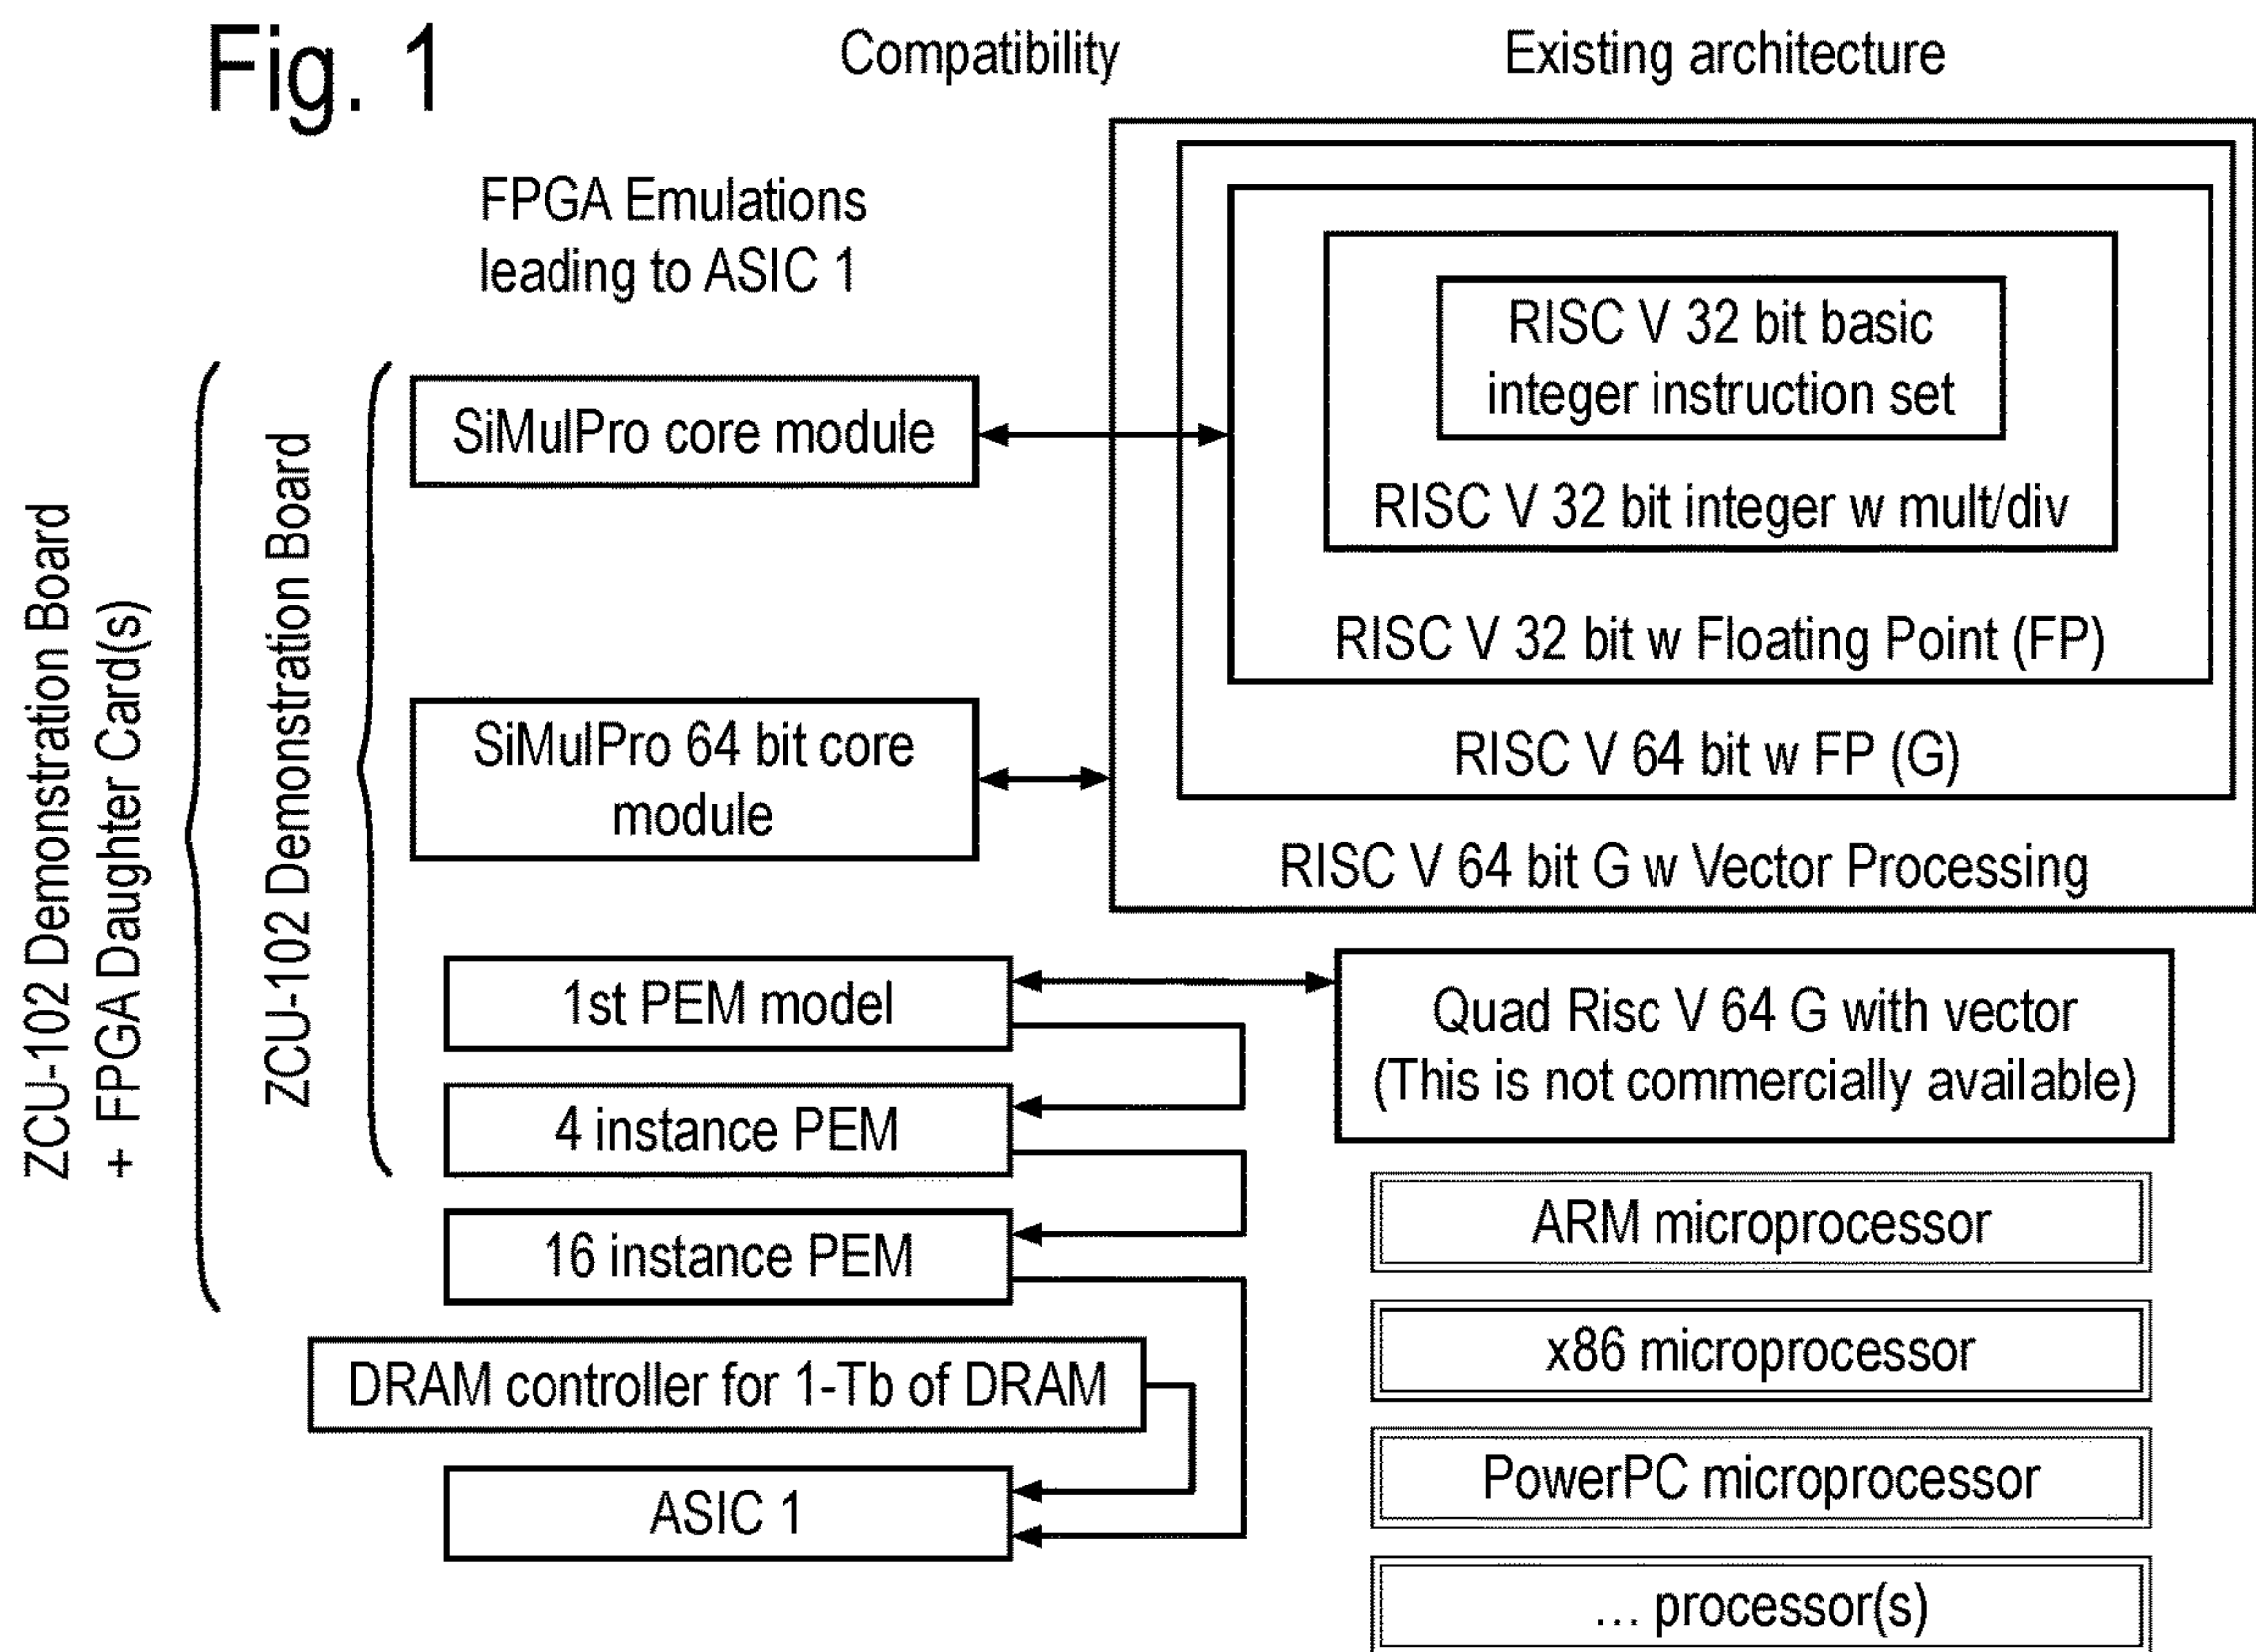 Fig. 1
Compatibility
Existing architecture
FPGA Emulations
leading to ASIC 1
ZCU-102 Demonstration Board
+ FPGA Daughter Card(s)
ZCU-102 Demonstration Board
SiMulPro core module
SiMulPro 64 bit core
module
1st PEM model
4 instance PEM
16 instance PEM
DRAM controller for 1-Tb of DRAM
ASIC 1
RISC V 32 bit basic
integer instruction set
RISC V 32 bit integer w mult/div
RISC V 32 bit w Floating Point (FP)
RISC V 64 bit w FP (G)
RISC V 64 bit G w Vector Processing
Quad Risc V 64 G with vector
(This is not commercially available)
ARM microprocessor
x86 microprocessor
PowerPC microprocessor
... processor(s)